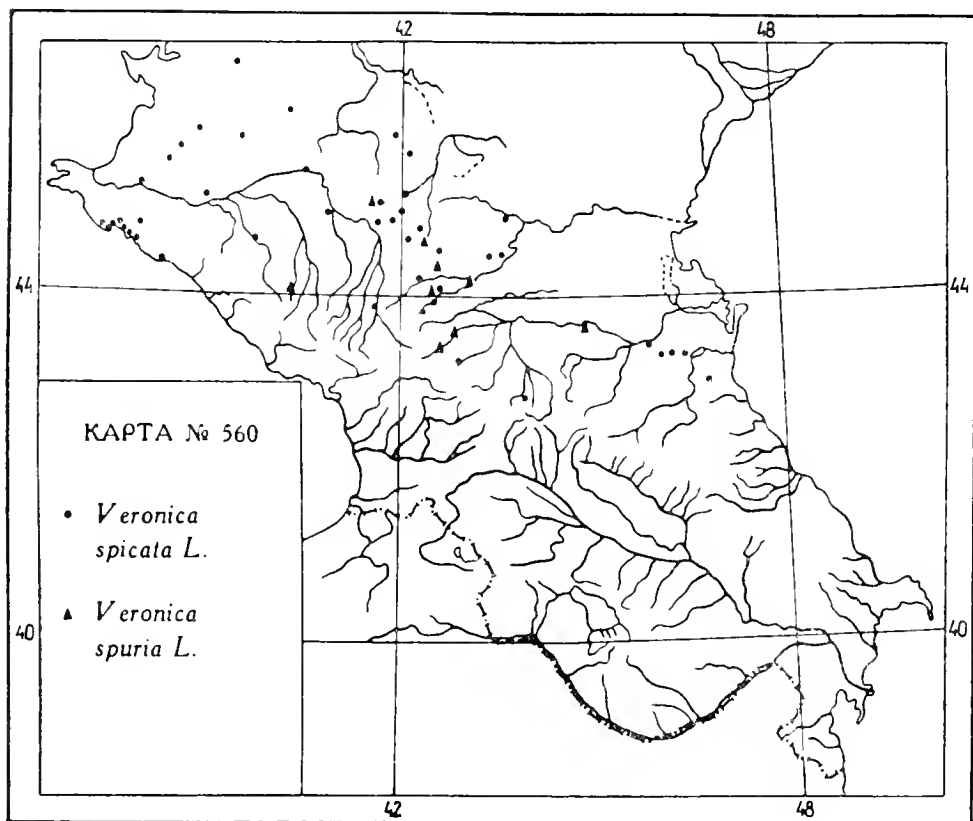 42 48
44 44
КАРТА № 560
Veronica
spicata L.
Veronica
spuria L.
40 40
42 48